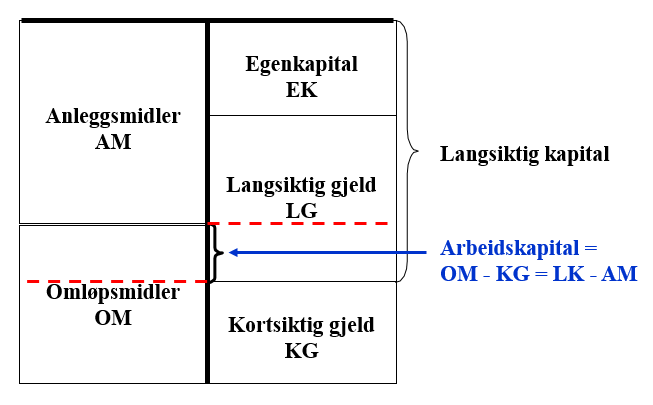 Anleggsmidler
AM
Omløpsmidler
OM
Egenkapital
EK
Langsiktig gjeld
LG
Kortsiktig gjeld
KG
Langsiktig kapital
Arbeidskapital =
OM - KG = LK - AM